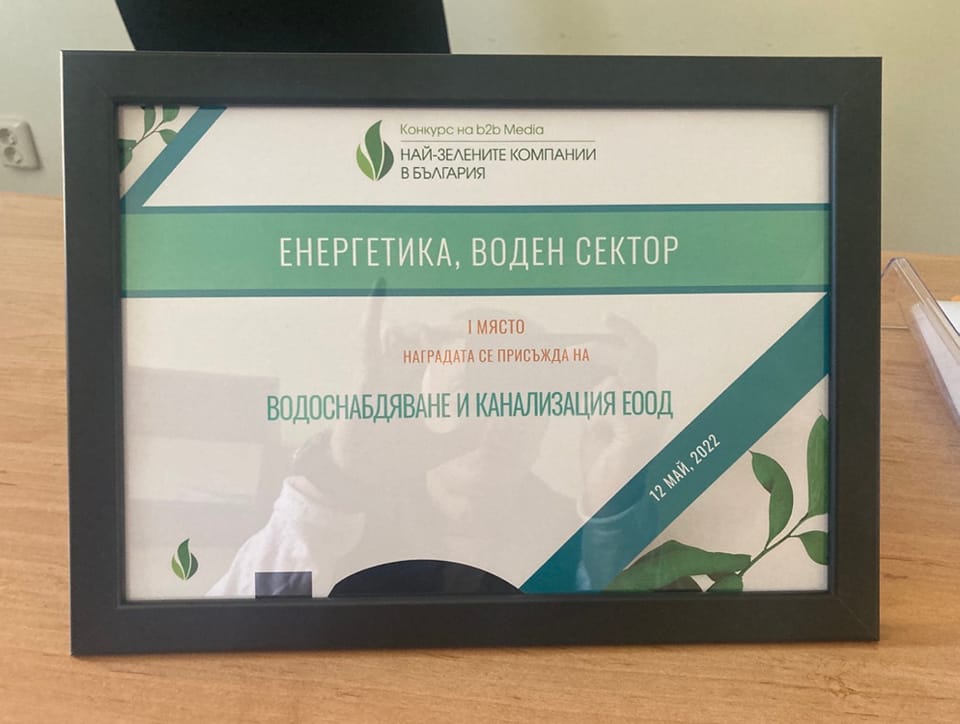 Конкурс на b2b Media
НАЙ-ЗЕЛЕНИТЕ КОМПАНИИ
В БЪЛГАРИЯ
ЕНЕРГЕТИКА, ВОДЕН СЕКТОР
I МЯСТО
НАГРАДАТА СЕ ПРИСЪЖДА НА
ВОДОСНАБДЯВАНЕ И КАНАЛИЗАЦИЯ ЕООД
12 МАЙ, 2022